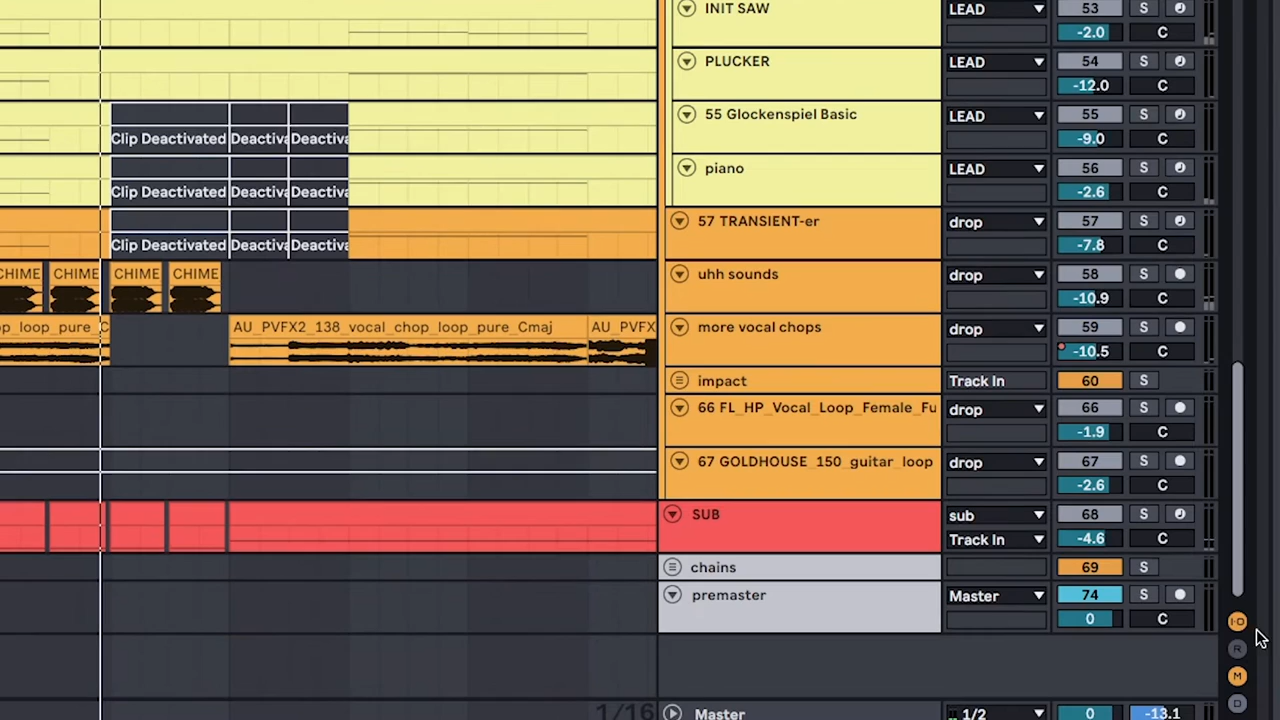 INIT SAW LEAD 53 S
-2.0 C
PLUCKER LEAD 54 S
-12.0 C
55 Glockenspiel Basic LEAD 55 S
Clip Deactivated Deactiva Deactiva -9.0 C
piano LEAD 56 S
Clip Deactivated Deactiva Deactiva -2.6 C
57 TRANSIENT-er drop 57 S
Clip Deactivated Deactiva Deactiva -7.8 C
CHIME CHIME CHIME CHIME uhh sounds drop 58 S
-10.9 C
op_loop_pure_C AU_PVFX2_138_vocal_chop_loop_pure_Cmaj AU_PVFX more vocal chops drop 59 S
-10.5 C
impact Track In 60 S
66 FL_HP_Vocal_Loop_Female_Fu drop 66 S
-1.9 C
67 GOLDHOUSE_150_guitar_loop drop 67 S
-2.6 C
SUB sub 68 S
Track In -4.6 C
chains 69 S
premaster Master 74 S
0 C
I·O
R
M
D
1/16 Master 1/2 0 -13.1